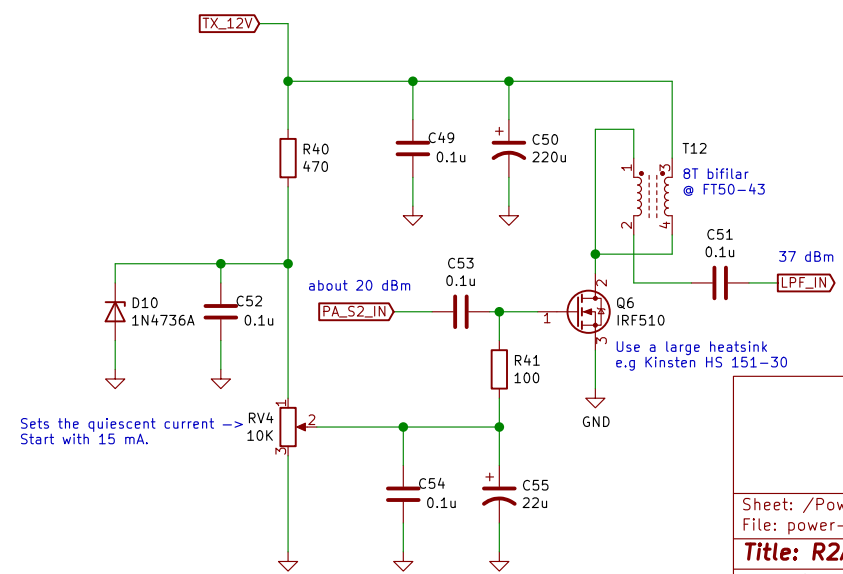 TX_12V
C49
0.1u
+
C50
220u
R40
470
T12
1
3
8T bifilar
@ FT50-43
2
4
C51
0.1u
37 dBm
LPF_IN
C53
0.1u
about 20 dBm
PA_S2_IN
D10
1N4736A
C52
0.1u
1
2
Q6
IRF510
3
Use a large heatsink
e.g Kinsten HS 151-30
R41
100
GND
Sets the quiescent current ->
Start with 15 mA.
RV4
10K
1
2
3
C54
0.1u
+
C55
22u
Sheet: /Pow
File: power-
Title: R2